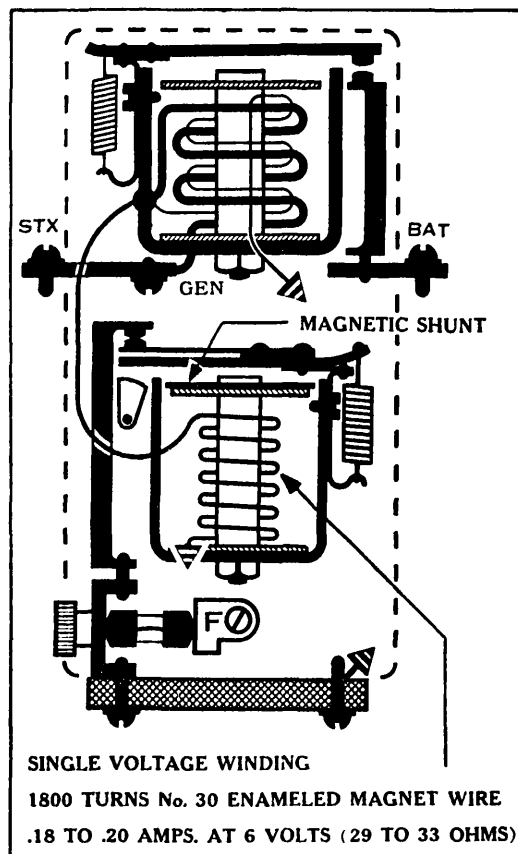 STX
BAT
GEN
MAGNETIC SHUNT
F
SINGLE VOLTAGE WINDING
1800 TURNS No. 30 ENAMELED MAGNET WIRE
.18 TO .20 AMPS. AT 6 VOLTS (29 TO 33 OHMS)